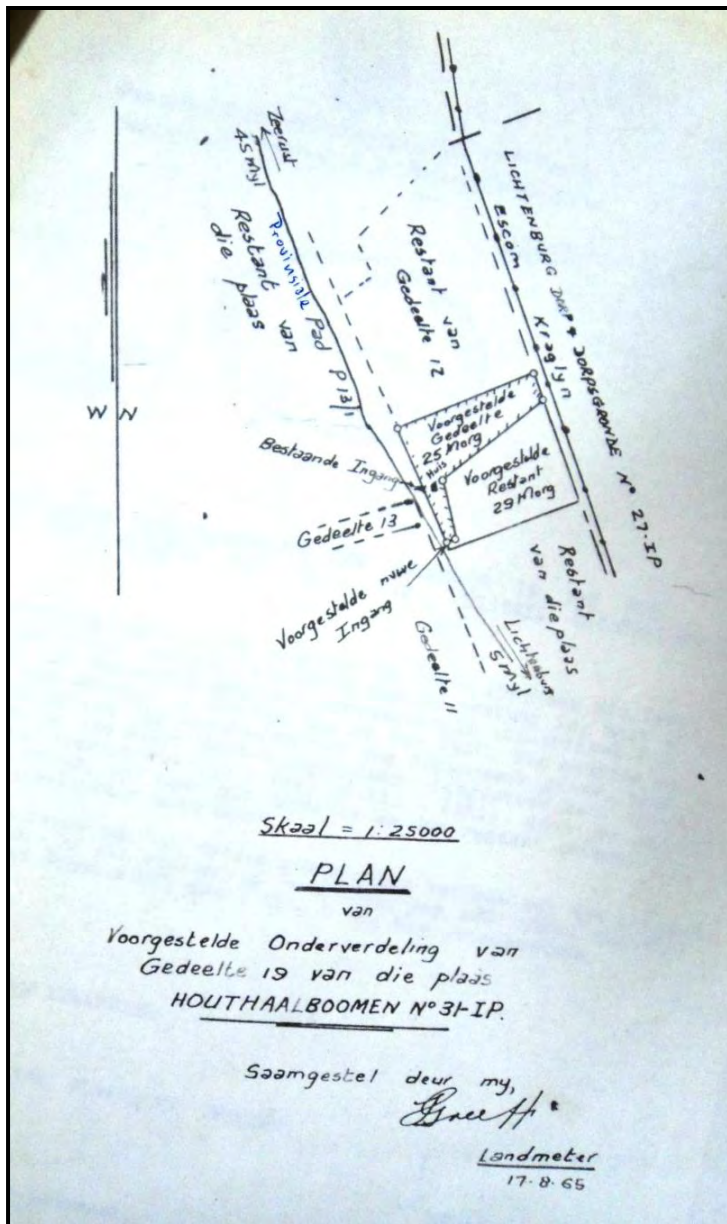 Zeerust
45 Myl
Restant van
die plaas
Provinsiale Pad P 13/1
Restant van
Gedeelte 12
LICHTENBURG DORP & DORPSGRONDE Nº 27-IP
Escom Kraglyn
W N
Voorgestelde
Gedeelte
25 Morg
Huis
Voorgestelde
Restant
29 Morg
Bestaande Ingang
Gedeelte 13
Voorgestelde nuwe
Ingang
Gedeelte 11
Restant
van die plaas
Lichtenburg
5 Myl
Skaal = 1:25000
PLAN
van
Voorgestelde Onderverdeling van
Gedeelte 19 van die plaas
HOUTHAALBOOMEN Nº 31-IP.
Saamgestel deur my,
Landmeter
17-8-65